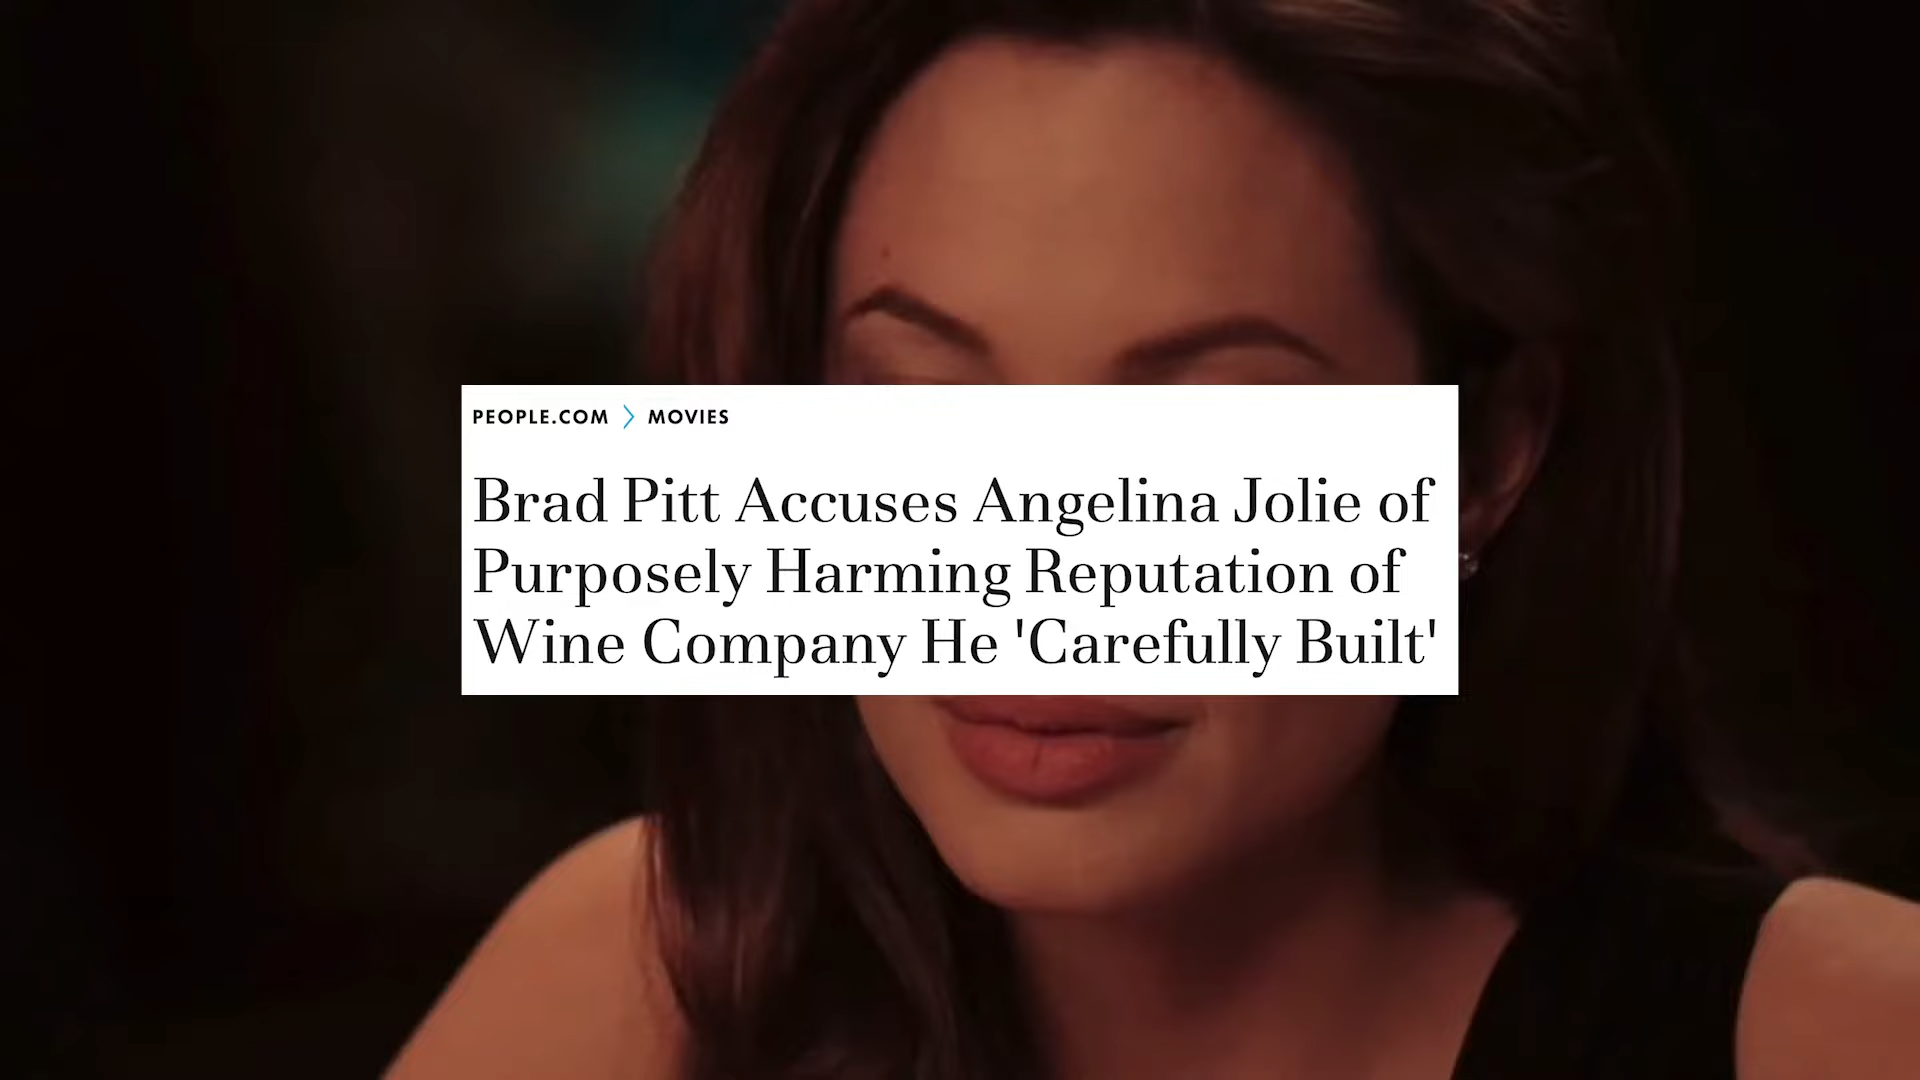 PEOPLE.COM > MOVIES
Brad Pitt Accuses Angelina Jolie of
Purposely Harming Reputation of
Wine Company He 'Carefully Built'